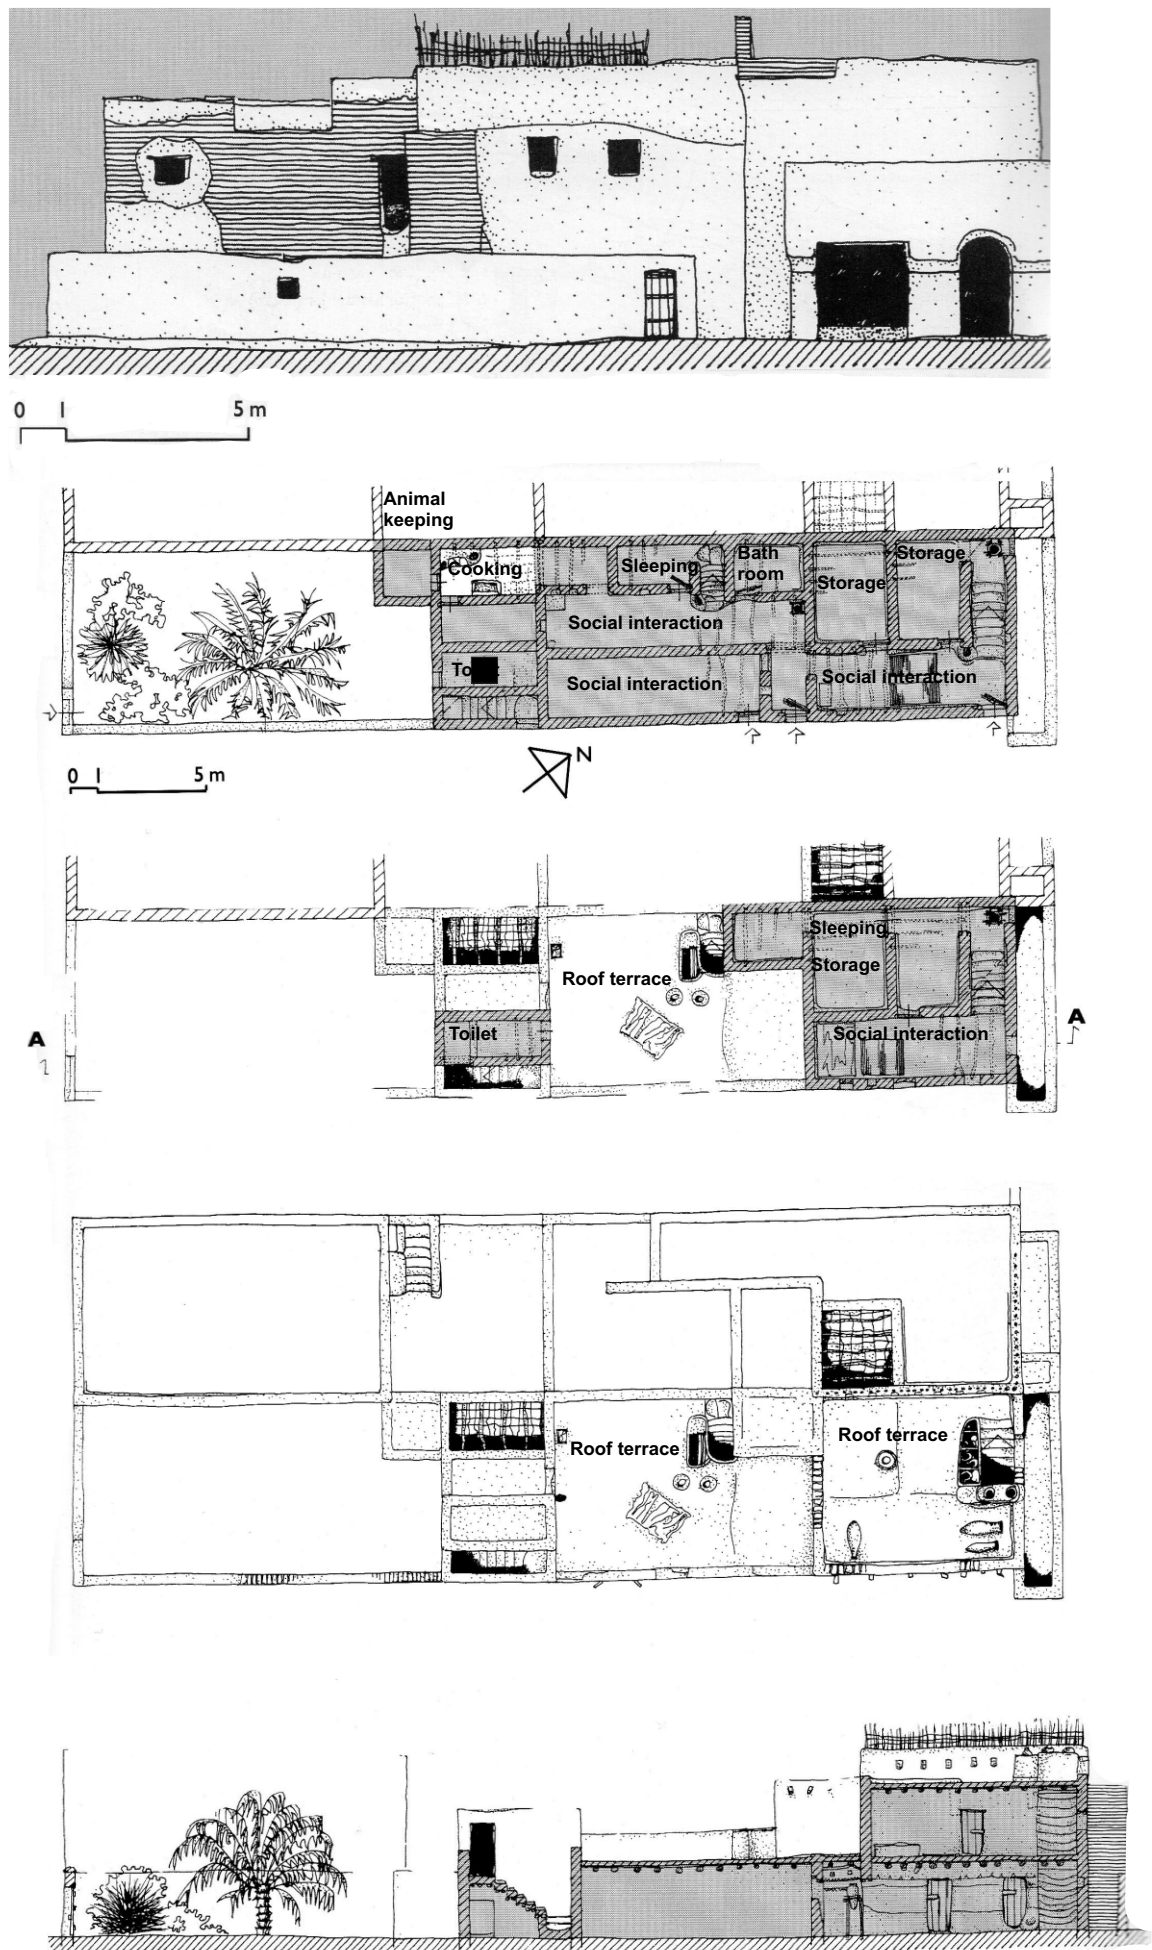 0 1 5 m
Animal
keeping
Cooking
Sleeping
Bath
room
Storage
Storage
Social interaction
Social interaction
Social interaction
N
0 1 5 m
Sleeping
Storage
Roof terrace
A
A
Toilet
Social interaction
Roof terrace
Roof terrace